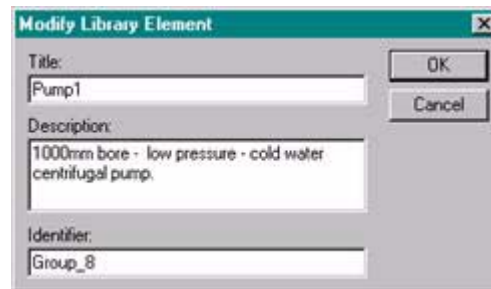 Modify Library Element
Title:
OK
Pump1
Cancel
Description:
1000mm bore - low pressure - cold water
centrifugal pump.
Identifier:
Group_8